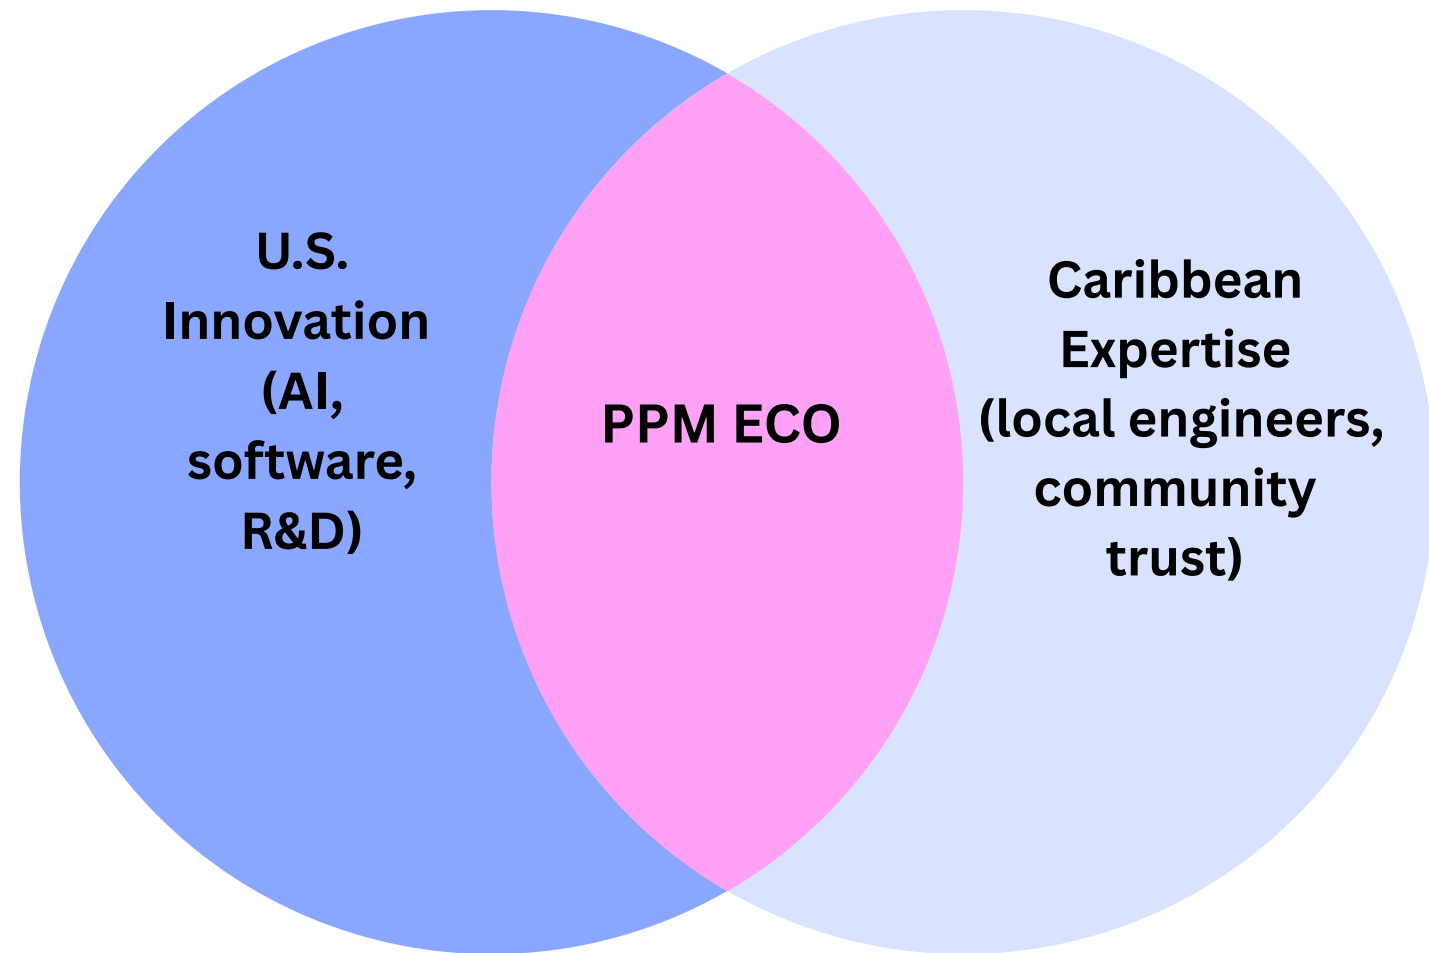 U.S.
Innovation
(AI,
software,
R&D)
PPM ECO
Caribbean
Expertise
(local engineers,
community
trust)